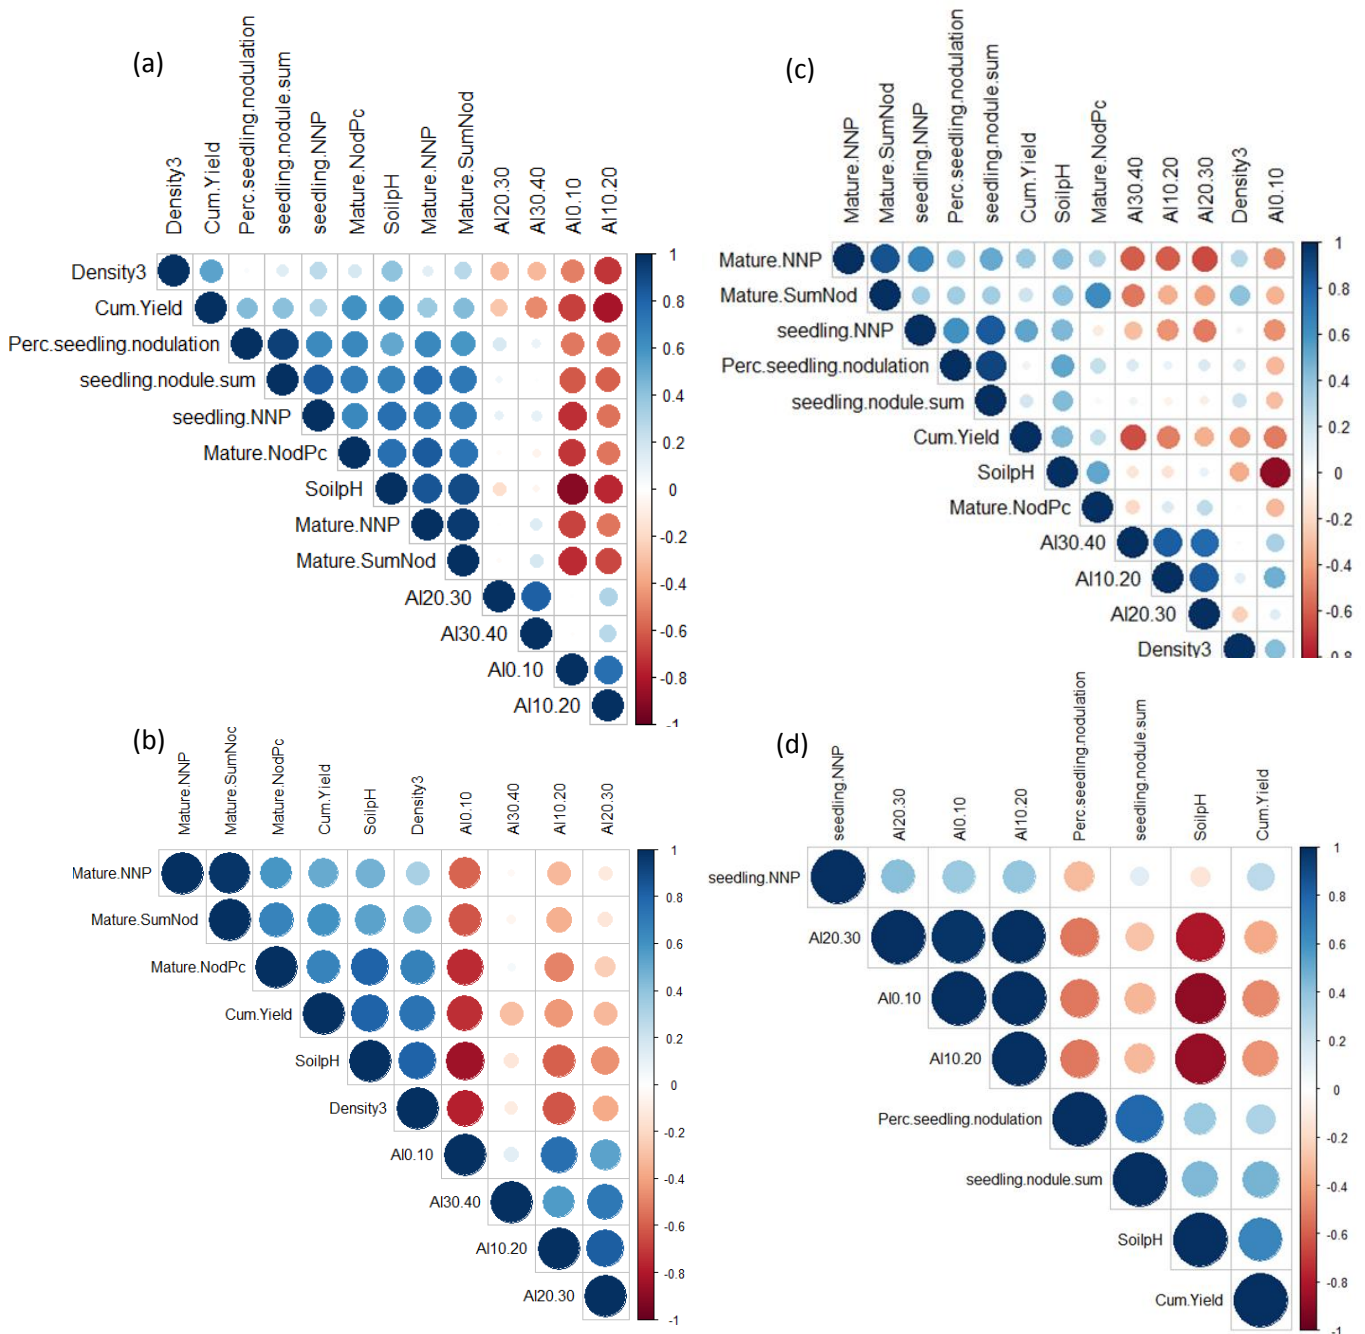 (a)
Density3
Cum.Yield
Perc.seedling.nodulation
seedling.nodule.sum
seedling.NNP
Mature.NodPc
SoilpH
Mature.NNP
Mature.SumNod
Al20.30
Al30.40
Al0.10
Al10.20
Density3
Cum.Yield
Perc.seedling.nodulation
seedling.nodule.sum
seedling.NNP
Mature.NodPc
SoilpH
Mature.NNP
Mature.SumNod
Al20.30
Al30.40
Al0.10
Al10.20
1
0.8
0.6
0.4
0.2
0
-0.2
-0.4
-0.6
-0.8
-1
(c)
Mature.NNP
Mature.SumNod
seedling.NNP
Perc.seedling.nodulation
seedling.nodule.sum
Cum.Yield
SoilpH
Mature.NodPc
Al30.40
Al10.20
Al20.30
Density3
Al0.10
Mature.NNP
Mature.SumNod
seedling.NNP
Perc.seedling.nodulation
seedling.nodule.sum
Cum.Yield
SoilpH
Mature.NodPc
Al30.40
Al10.20
Al20.30
Density3
1
0.8
0.6
0.4
0.2
0
-0.2
-0.4
-0.6
-0.8
(b)
Mature.NNP
Mature.SumNoc
Mature.NodPc
Cum.Yield
SoilpH
Density3
Al0.10
Al30.40
Al10.20
Al20.30
Mature.NNP
Mature.SumNod
Mature.NodPc
Cum.Yield
SoilpH
Density3
Al0.10
Al30.40
Al10.20
Al20.30
1
0.8
0.6
0.4
0.2
0
-0.2
-0.4
-0.6
-0.8
-1
(d)
seedling.NNP
Al20.30
Al0.10
Al10.20
Perc.seedling.nodulation
seedling.nodule.sum
SoilpH
Cum.Yield
seedling.NNP
Al20.30
Al0.10
Al10.20
Perc.seedling.nodulation
seedling.nodule.sum
SoilpH
Cum.Yield
1
0.8
0.6
0.4
0.2
0
-0.2
-0.4
-0.6
-0.8
-1